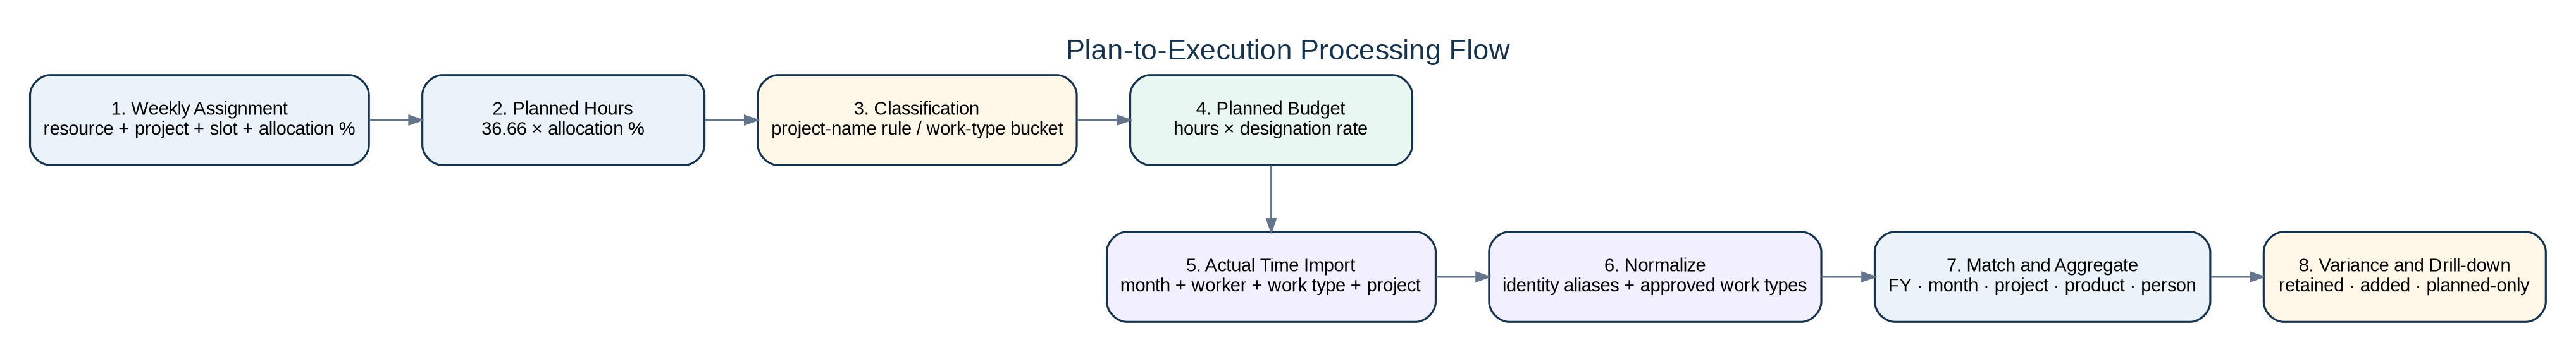 Plan-to-Execution Processing Flow
1. Weekly Assignment
resource + project + slot + allocation %
2. Planned Hours
36.66 × allocation %
3. Classification
project-name rule / work-type bucket
4. Planned Budget
hours × designation rate
5. Actual Time Import
month + worker + work type + project
6. Normalize
identity aliases + approved work types
7. Match and Aggregate
FY · month · project · product · person
8. Variance and Drill-down
retained · added · planned-only